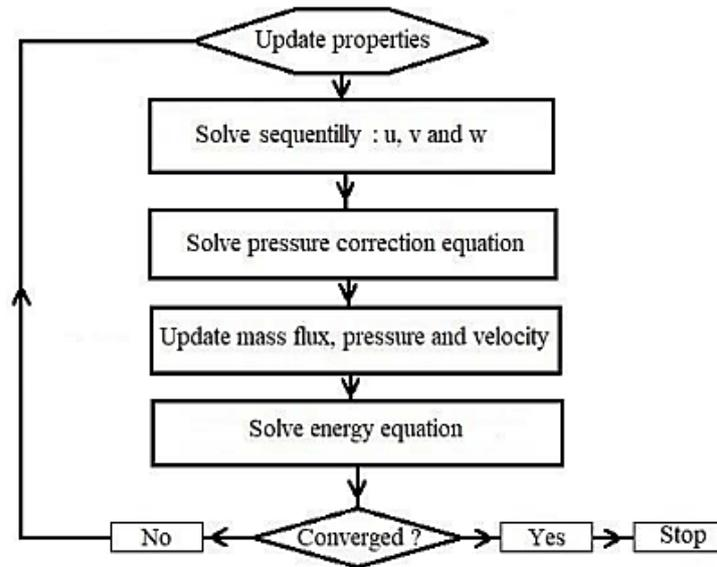 Update properties
Solve sequentilly : u, v and w
Solve pressure correction equation
Update mass flux, pressure and velocity
Solve energy equation
No
Converged ?
Yes
Stop